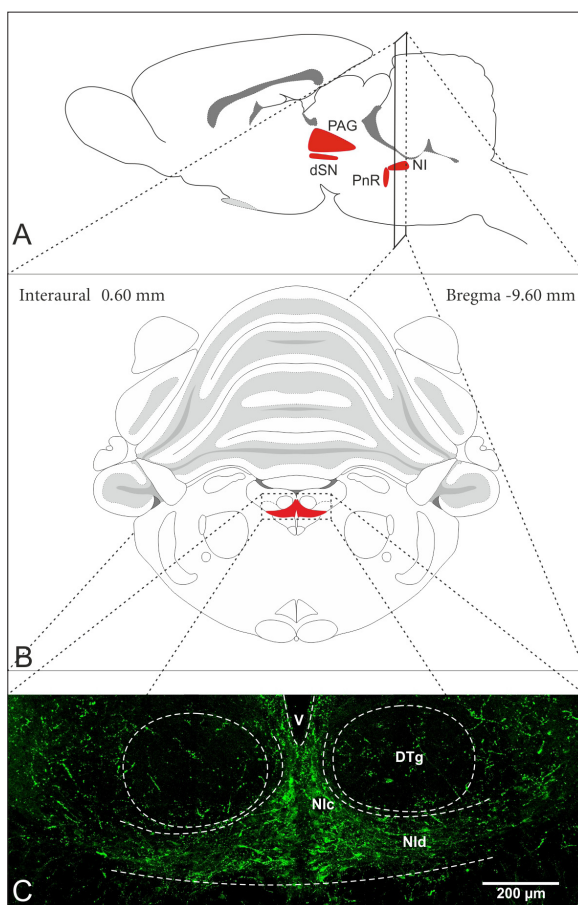 PAG
dSN
NI
PnR
A
Interaural 0.60 mm
Bregma -9.60 mm
B
V
DTg
NIc
NId
C
200 µm